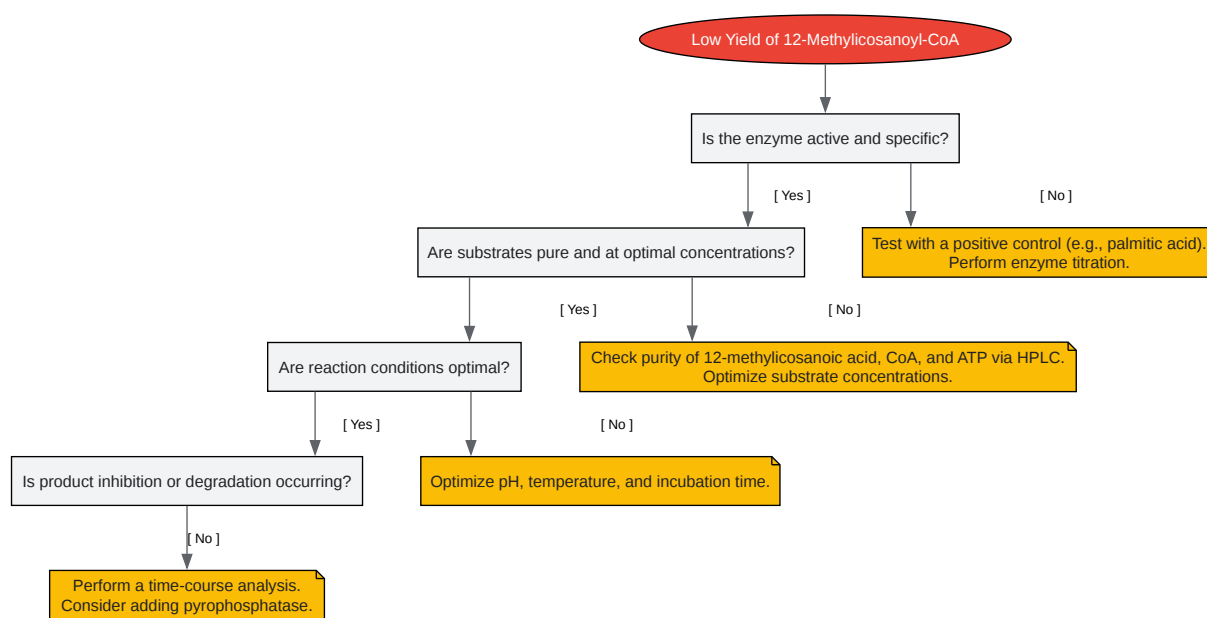 Low Yield of 12-Methylicosanoyl-CoA
Is the enzyme active and specific?
[ Yes ]
[ No ]
Are substrates pure and at optimal concentrations?
Test with a positive control (e.g., palmitic acid).
Perform enzyme titration.
[ Yes ]
[ No ]
Are reaction conditions optimal?
Check purity of 12-methylicosanoic acid, CoA, and ATP via HPLC.
Optimize substrate concentrations.
[ Yes ]
[ No ]
Is product inhibition or degradation occurring?
Optimize pH, temperature, and incubation time.
[ No ]
Perform a time-course analysis.
Consider adding pyrophosphatase.